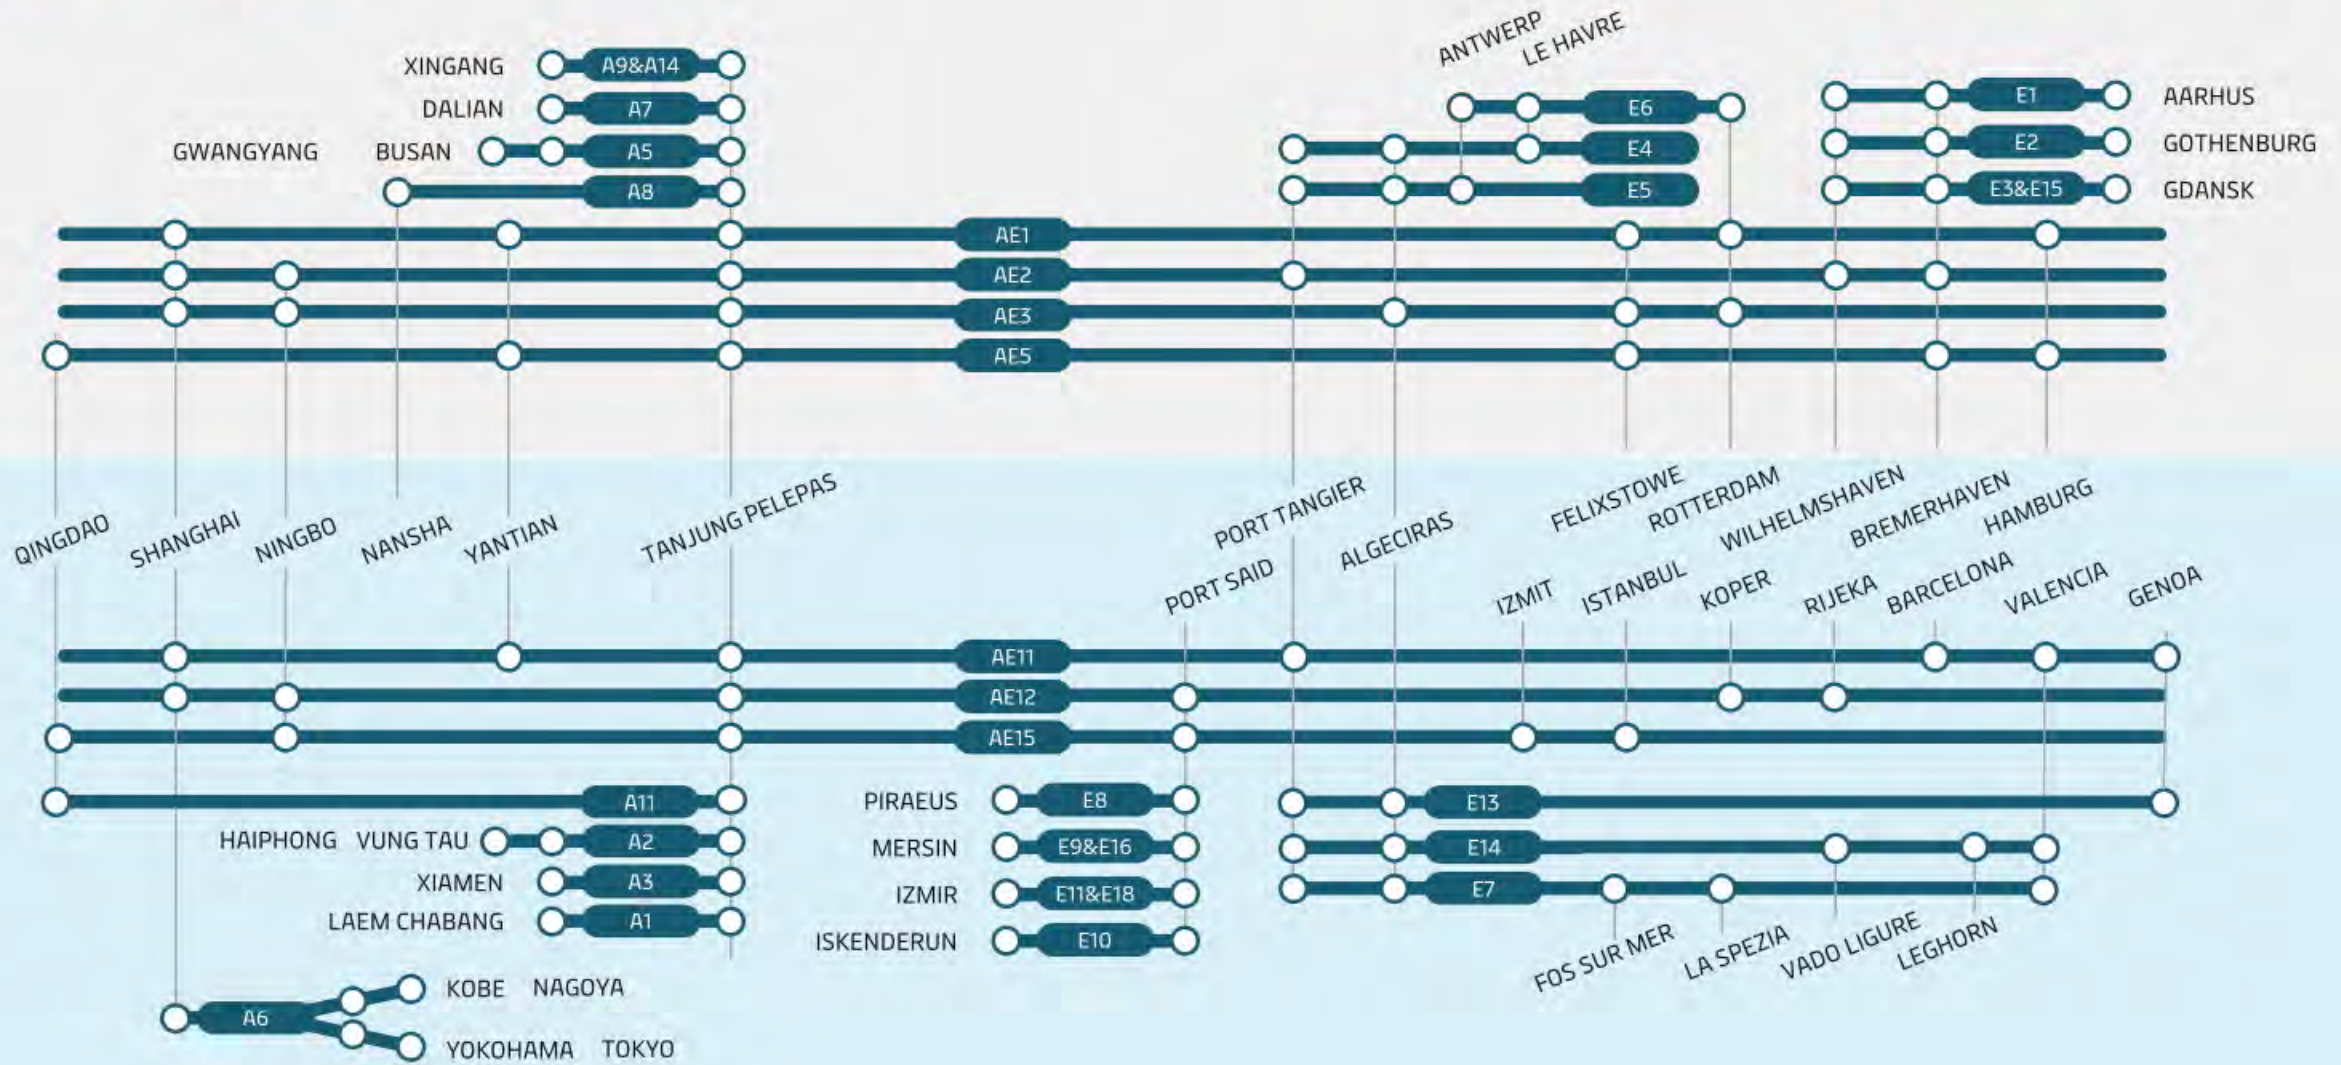 ANTWERP
LE HAVRE
XINGANG A9&A14
DALIAN A7
GWANGYANG BUSAN A5
A8
E6
E4
E5
E1 AARHUS
E2 GOTHENBURG
E3&E15 GDANSK
AE1
AE2
AE3
AE5
QINGDAO
SHANGHAI
NINGBO
NANSHA
YANTIAN
TANJUNG PELEPAS
PORT TANGIER
PORT SAID
ALGECIRAS
FELIXSTOWE
ROTTERDAM
WILHELMSHAVEN
BREMERHAVEN
HAMBURG
IZMIT
ISTANBUL
KOPER
RIJEKA
BARCELONA
VALENCIA
GENOA
AE11
AE12
AE15
A11
HAIPHONG VUNG TAU A2
XIAMEN A3
LAEM CHABANG A1
PIRAEUS E8
MERSIN E9&E16
IZMIR E11&E18
ISKENDERUN E10
E13
E14
E7
FOS SUR MER
LA SPEZIA
VADO LIGURE
LEGHORN
A6
KOBE NAGOYA
YOKOHAMA TOKYO